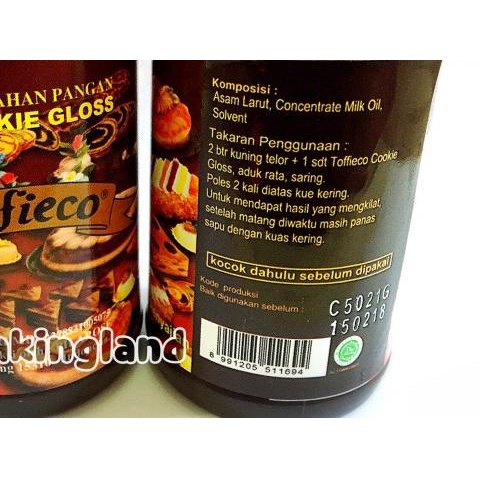 AHAN PANGAN
KIE GLOSS
fieco®
akingland
Komposisi :
Asam Larut, Concentrate Milk Oil,
Solvent
Takaran Penggunaan :
2 btr kuning telor + 1 sdt Toffieco Cookie
Gloss, aduk rata, saring.
Poles 2 kali diatas kue kering.
Untuk mendapat hasil yang mengkilat,
setelah matang diwaktu masih panas
sapu dengan kuas kering.
kocok dahulu sebelum dipakai
Kode produksi
Baik digunakan sebelum :
C5021G
150218
8 991205 511694